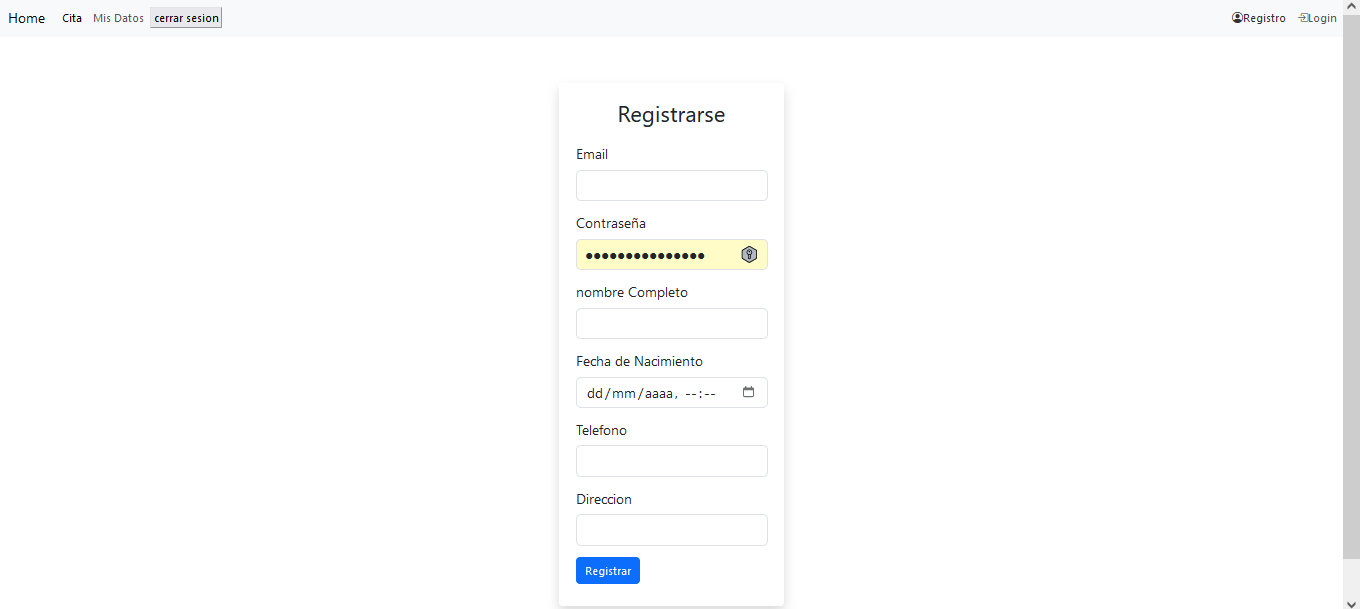 Home Cita Mis Datos cerrar sesion Registro Login
Registrarse
Email
Contraseña
•••••••••••••••
nombre Completo
Fecha de Nacimiento
dd/mm/aaaa, --:--
Telefono
Direccion
Registrar